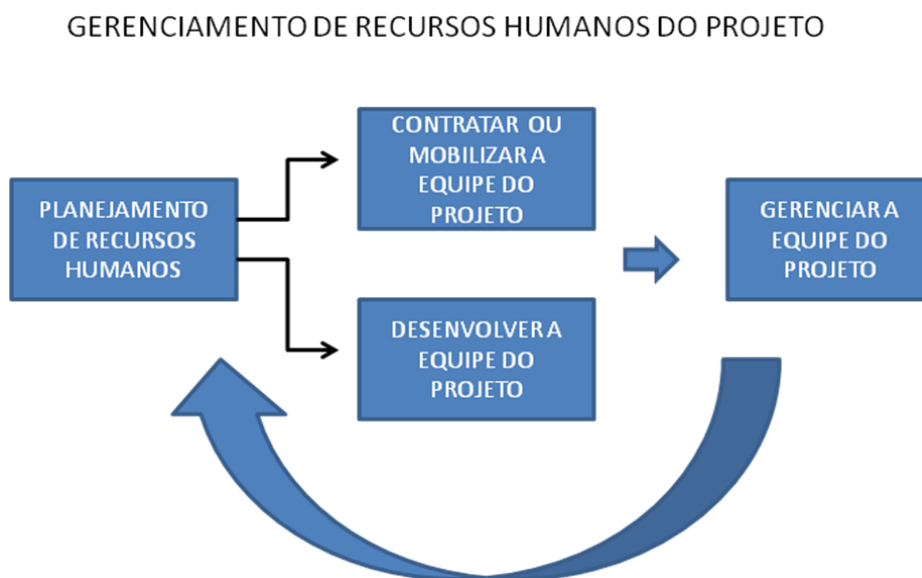 GERENCIAMENTO DE RECURSOS HUMANOS DO PROJETO
PLANEJAMENTO
DE RECURSOS
HUMANOS
CONTRATAR OU
MOBILIZAR A
EQUIPE DO
PROJETO
DESENVOLVER A
EQUIPE DO
PROJETO
GERENCIAR A
EQUIPE DO
PROJETO